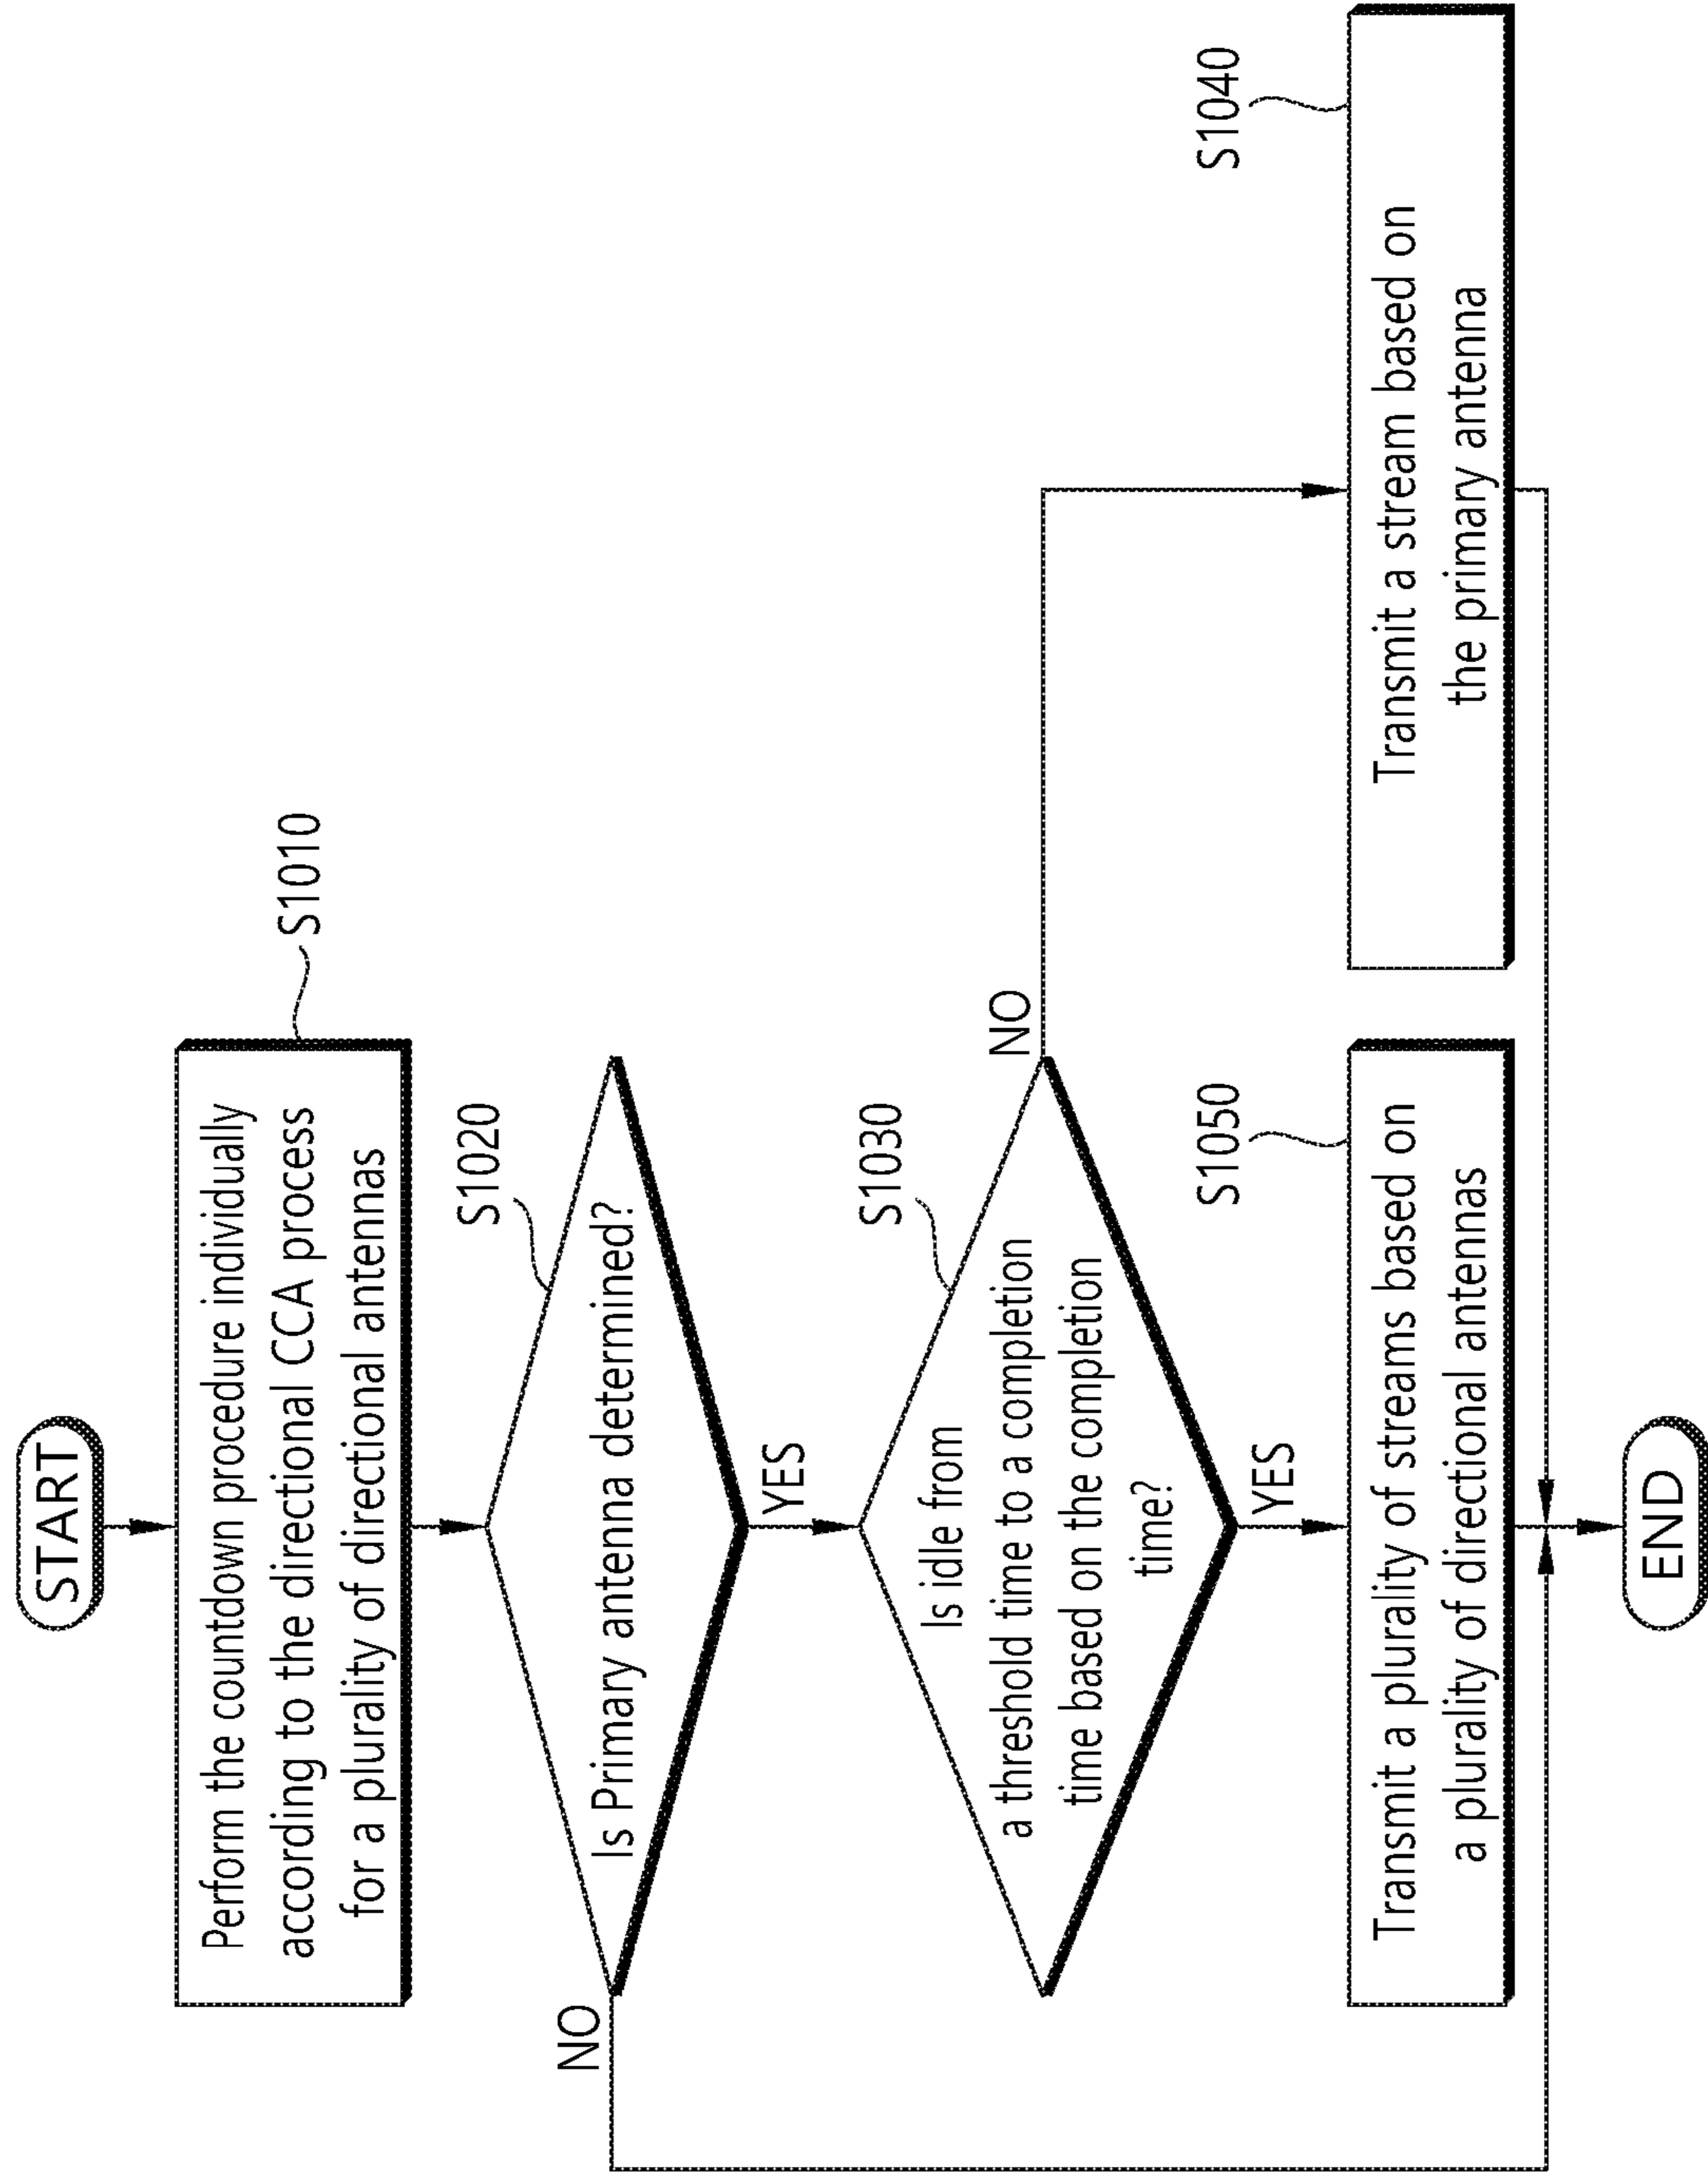 START
Perform the countdown procedure individually
according to the directional CCA process
for a plurality of directional antennas
S1010
S1020
Is Primary antenna determined?
NO
YES
S1030
Is idle from
a threshold time to a completion
time based on the completion
time?
NO
YES
S1050
Transmit a plurality of streams based on
a plurality of directional antennas
S1040
Transmit a stream based on
the primary antenna
END